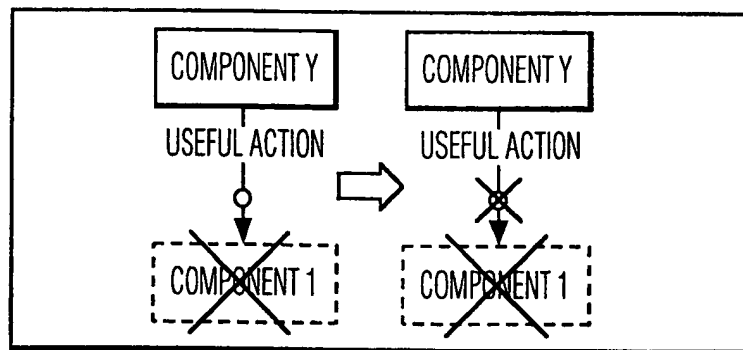 COMPONENT Y
USEFUL ACTION
COMPONENT 1
COMPONENT Y
USEFUL ACTION
COMPONENT 1